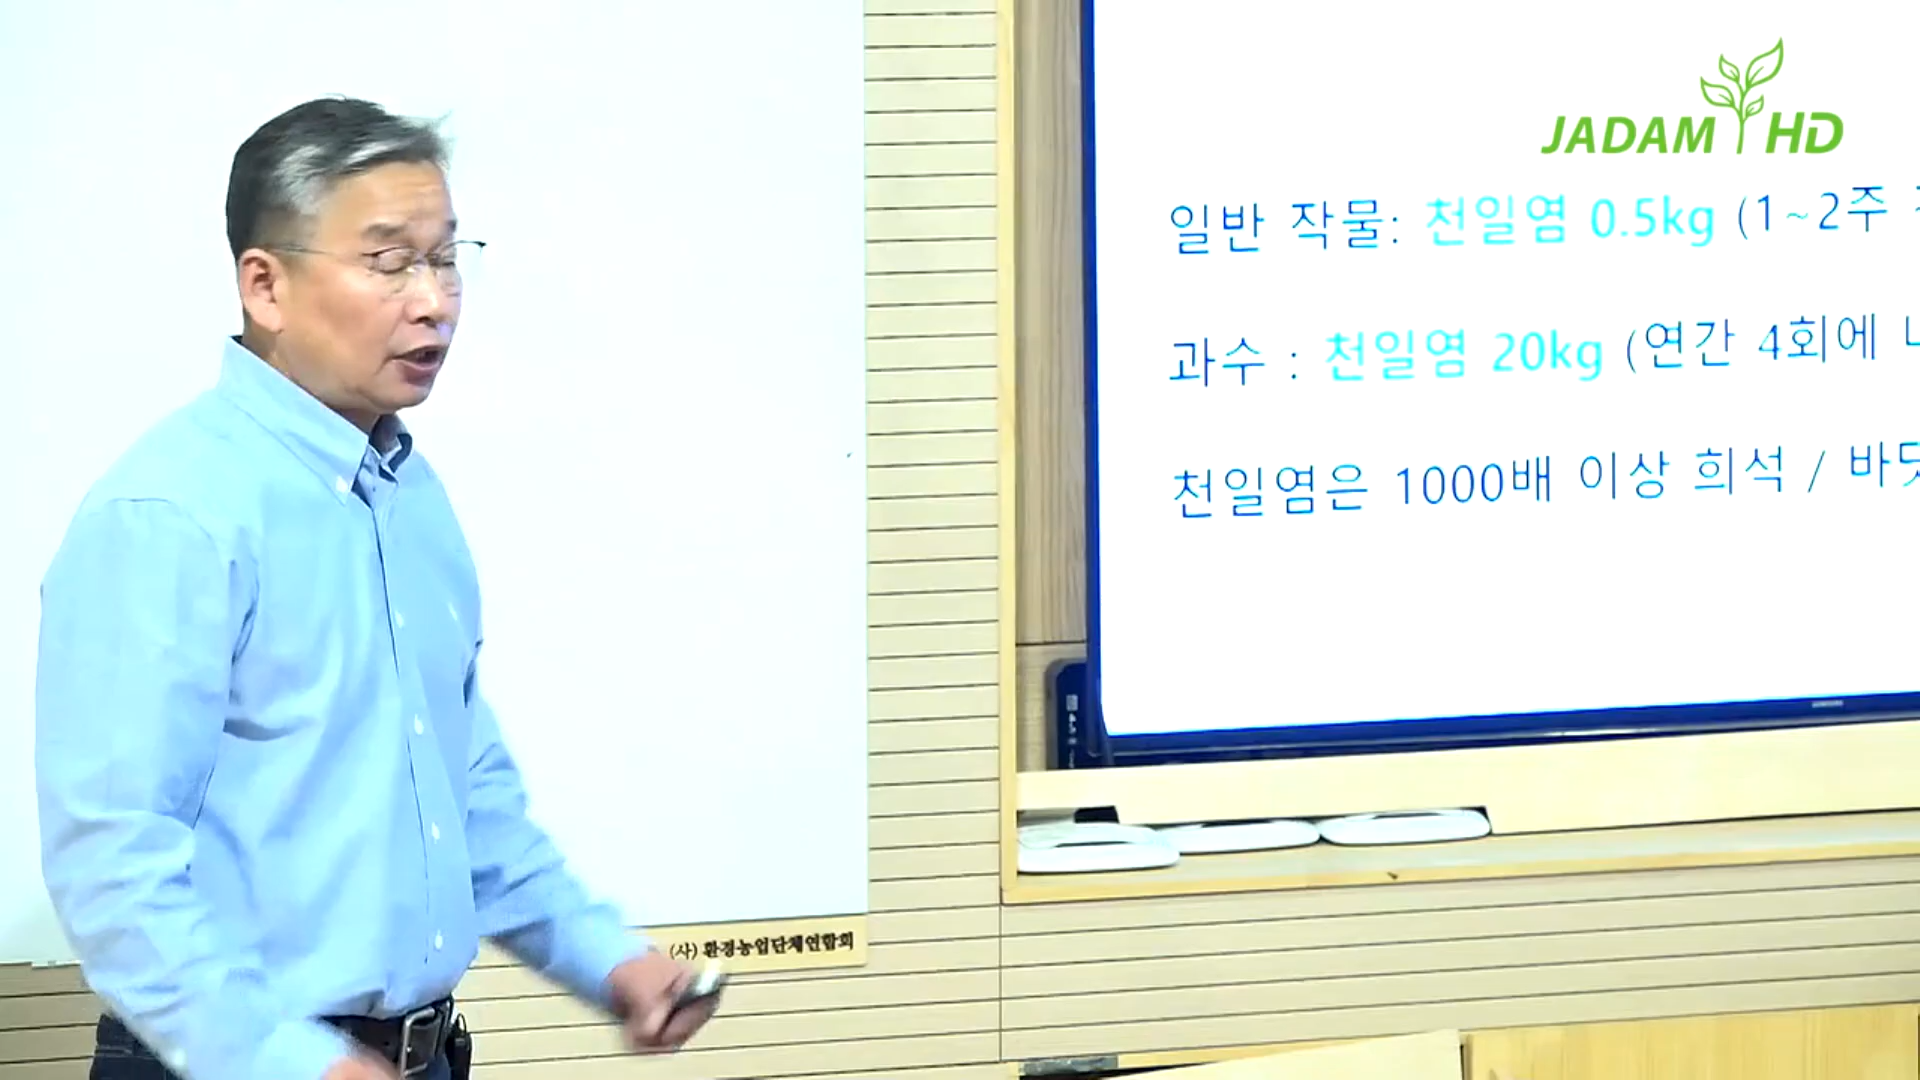 JADAM HD
일반 작물: 천일염 0.5kg (1~2주
과수 : 천일염 20kg (연간 4회에
천일염은 1000배 이상 희석 /
(사) 환경농업단체연합회
SAMSUNG